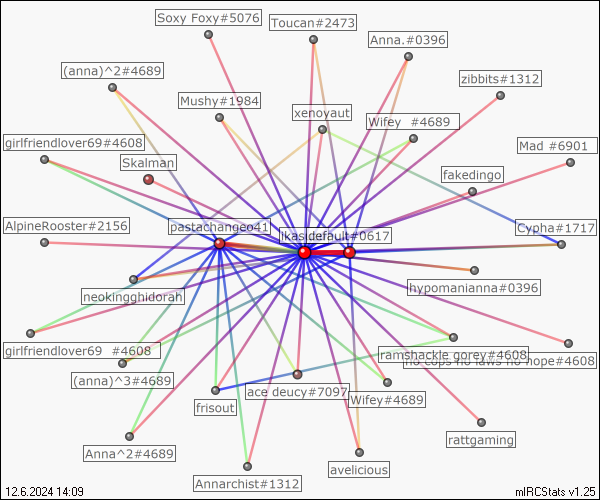 Soxy Foxy#5076
Toucan#2473
Anna.#0396
(anna)^2#4689
zibbits#1312
Mushy#1984
xenoyaut
Wifey #4689
girlfriendlover69#4608
Mad #6901
Skalman
fakedingo
AlpineRooster#2156
pastachangeo41
Cypha#1717
default#0617
neokingghidorah
hypomanianna#0396
girlfriendlover69 #4608
ramshackle gorey#4608
no cops no laws no hope#4608
(anna)^3#4689
ace deucy#7097
Wifey#4689
frisout
rattgaming
Anna^2#4689
avelicious
Annarchist#1312
12.6.2024 14:09
mIRCStats v1.25